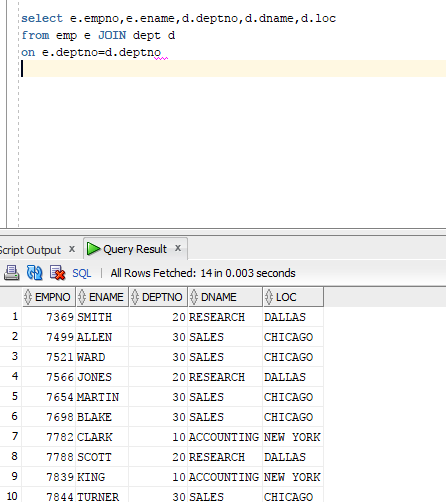 select e.empno,e.ename,d.deptno,d.dname,d.loc
from emp e JOIN dept d
on e.deptno=d.deptno
Script Output x Query Result x
SQL | All Rows Fetched: 14 in 0.003 seconds
EMPNO ENAME DEPTNO DNAME LOC
1 7369 SMITH 20 RESEARCH DALLAS
2 7499 ALLEN 30 SALES CHICAGO
3 7521 WARD 30 SALES CHICAGO
4 7566 JONES 20 RESEARCH DALLAS
5 7654 MARTIN 30 SALES CHICAGO
6 7698 BLAKE 30 SALES CHICAGO
7 7782 CLARK 10 ACCOUNTING NEW YORK
8 7788 SCOTT 20 RESEARCH DALLAS
9 7839 KING 10 ACCOUNTING NEW YORK
10 7844 TURNER 30 SALES CHICAGO